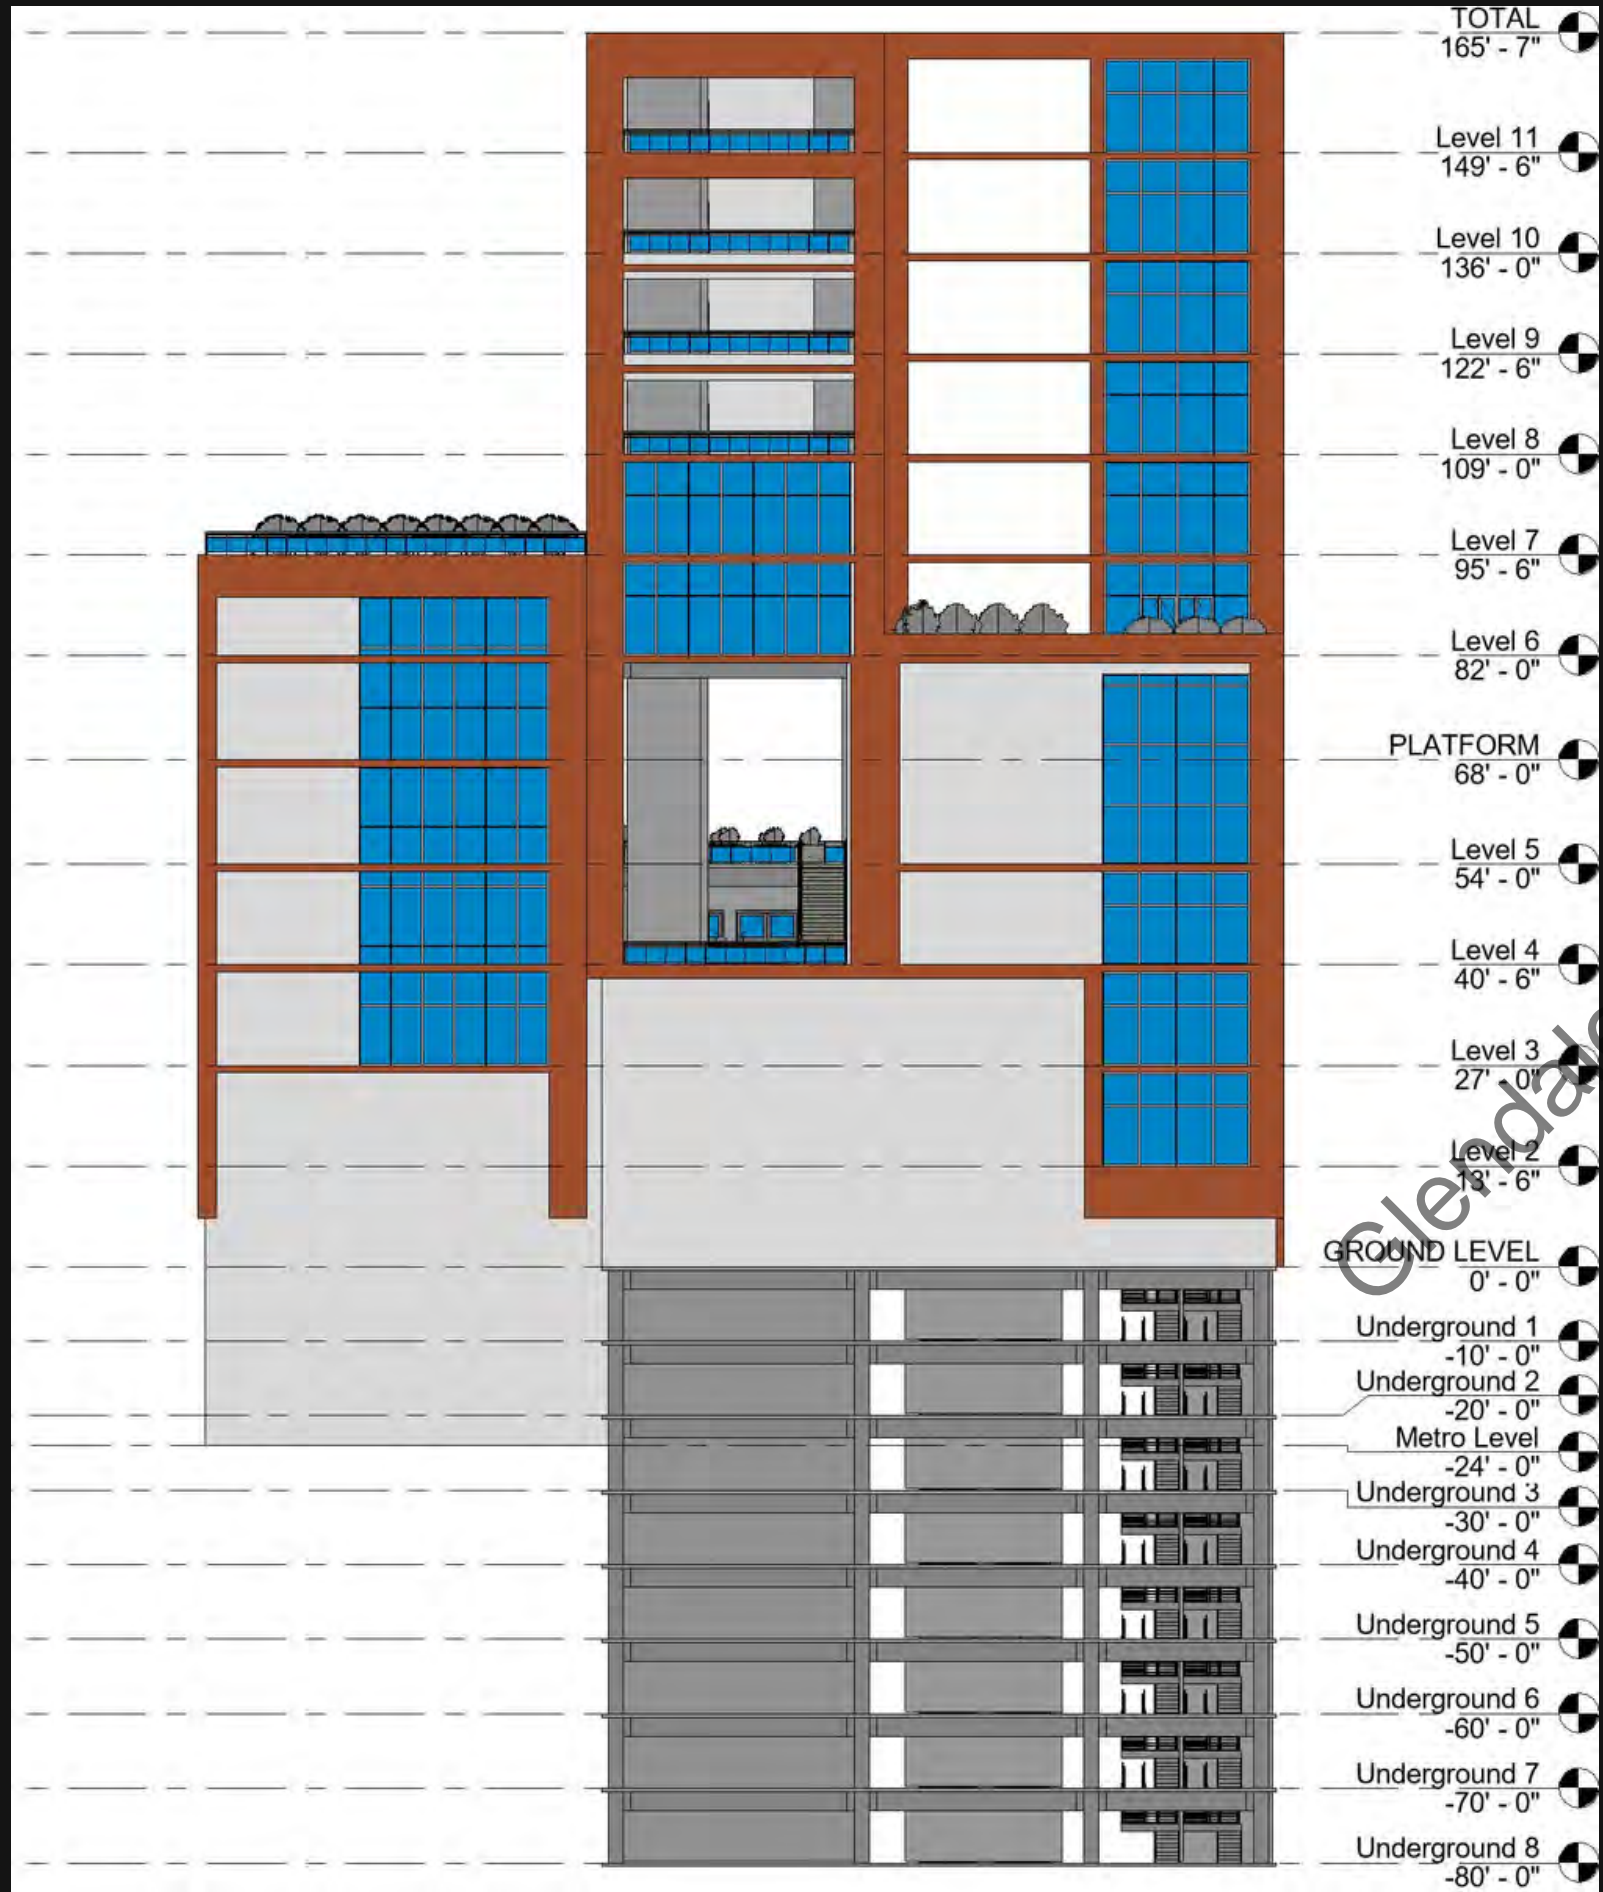 TOTAL
165' - 7"
Level 11
149' - 6"
Level 10
136' - 0"
Level 9
122' - 6"
Level 8
109' - 0"
Level 7
95' - 6"
Level 6
82' - 0"
PLATFORM
68' - 0"
Level 5
54' - 0"
Level 4
40' - 6"
Level 3
27' - 0"
Level 2
13' - 6"
GROUND LEVEL
0' - 0"
Underground 1
-10' - 0"
Underground 2
-20' - 0"
Metro Level
-24' - 0"
Underground 3
-30' - 0"
Underground 4
-40' - 0"
Underground 5
-50' - 0"
Underground 6
-60' - 0"
Underground 7
-70' - 0"
Underground 8
-80' - 0"